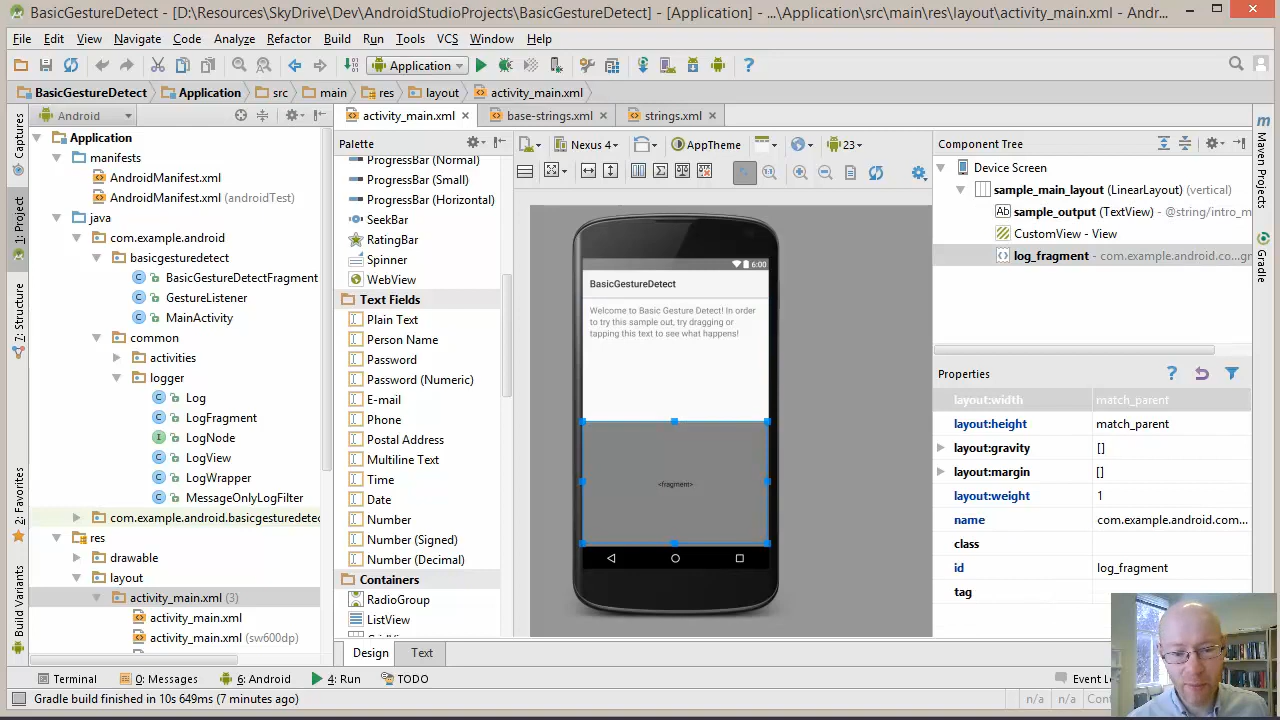 BasicGestureDetect - [D:\Resources\SkyDrive\Dev\AndroidStudioProjects\BasicGestureDetect] - [Application] - ...\Application\src\main\res\layout\activity_main.xml - Andr...
File Edit View Navigate Code Analyze Refactor Build Run Tools VCS Window Help
Application
BasicGestureDetect Application src main res layout activity_main.xml
Android
activity_main.xml base-strings.xml strings.xml
Captures
1: Project
7: Structure
2: Favorites
Build Variants
Application
manifests
AndroidManifest.xml
AndroidManifest.xml (androidTest)
java
com.example.android
basicgesturedetect
BasicGestureDetectFragment
GestureListener
MainActivity
common
activities
logger
Log
LogFragment
LogNode
LogView
LogWrapper
MessageOnlyLogFilter
com.example.android.basicgesturedetec
res
drawable
layout
activity_main.xml (3)
activity_main.xml
activity_main.xml (sw600dp)
Palette
ProgressBar (Normal)
ProgressBar (Small)
ProgressBar (Horizontal)
SeekBar
RatingBar
Spinner
WebView
Text Fields
Plain Text
Person Name
Password
Password (Numeric)
E-mail
Phone
Postal Address
Multiline Text
Time
Date
Number
Number (Signed)
Number (Decimal)
Containers
RadioGroup
ListView
Nexus 4 AppTheme 23
6:00
BasicGestureDetect
Welcome to Basic Gesture Detect! In order
to try this sample out, try dragging or
tapping this text to see what happens!
<fragment>
Design Text
Component Tree
Device Screen
sample_main_layout (LinearLayout) (vertical)
Ab sample_output (TextView) - @string/intro_m
CustomView - View
log_fragment - com.example.android.co...gr
Properties
layout:width match_parent
layout:height match_parent
layout:gravity []
layout:margin []
layout:weight 1
name com.example.android.com...
class
id log_fragment
tag
Maven Projects
Gradle
Terminal 0: Messages 6: Android 4: Run TODO Event Lo
Gradle build finished in 10s 649ms (7 minutes ago) n/a n/a Cont